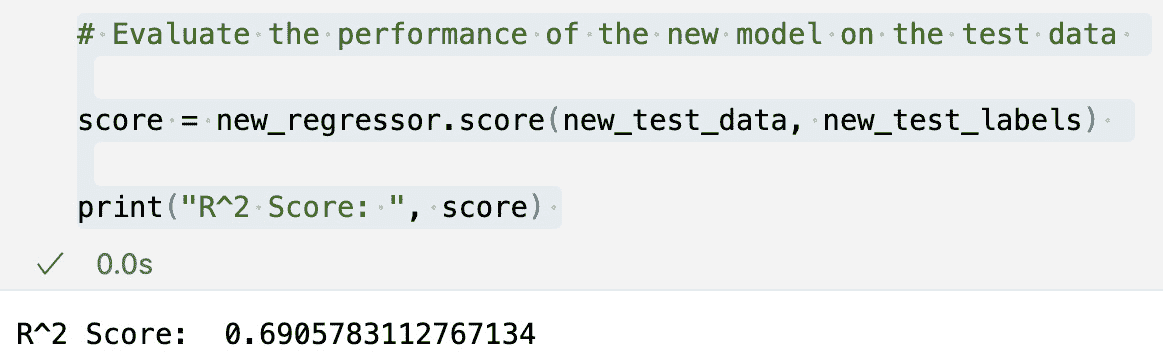 # Evaluate the performance of the new model on the test data
score = new_regressor.score(new_test_data, new_test_labels)
print("R^2 Score: ", score)
✓ 0.0s
R^2 Score:  0.6905783112767134